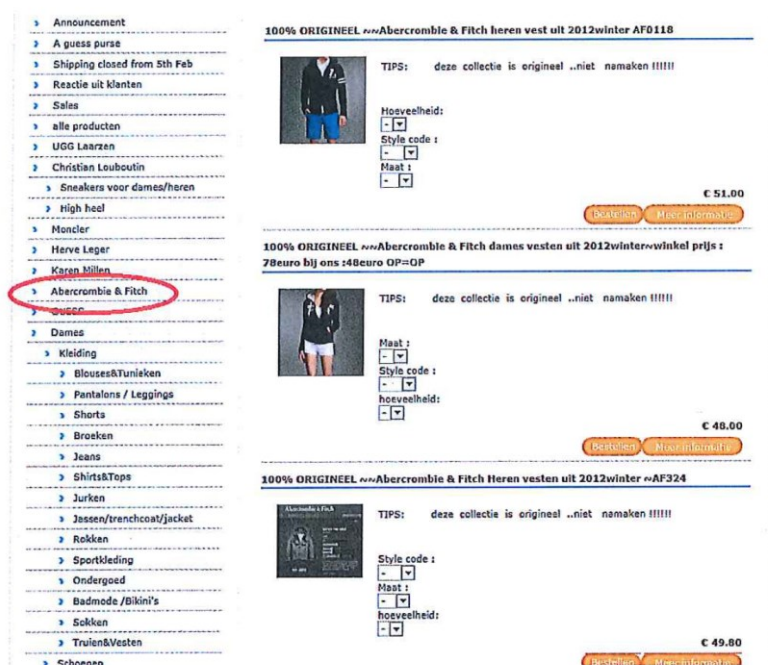 Announcement
A guess purse
Shipping closed from 5th Feb
Reactie uit klanten
Sales
alle producten
UGG Laarzen
Christian Louboutin
Sneakers voor dames/heren
High heel
Moncler
Herve Leger
Karen Millen
Abercrombie & Fitch
GUESS
Dames
Kleiding
Blouses&Tunieken
Pantalons / Leggings
Shorts
Broeken
Jeans
Shirts&Tops
Jurken
Jassen/trenchcoat/jacket
Rokken
Sportkleding
Ondergoed
Badmode /Bikini's
Sokken
Truien&Vesten
Schoenen
100% ORIGINEEL ~~Abercrombie & Fitch heren vest uit 2012winter AF0118
TIPS: deze collectie is origineel ..niet namaken !!!!!!
Hoeveelheid:
-
Style code :
-
Maat :
-
€ 51.00
Bestellen Meer informatie
100% ORIGINEEL ~~Abercrombie & Fitch dames vesten uit 2012winter~winkel prijs :
78euro bij ons :48euro OP=OP
TIPS: deze collectie is origineel ..niet namaken !!!!!!
Maat :
-
Style code :
-
hoeveelheid:
-
€ 48.00
Bestellen Meer informatie
100% ORIGINEEL ~~Abercrombie & Fitch Heren vesten uit 2012winter ~AF324
Abercrombie & Fitch
TIPS: deze collectie is origineel ..niet namaken !!!!!!
Style code :
-
Maat :
-
hoeveelheid:
-
€ 49.80
Bestellen Meer informatie